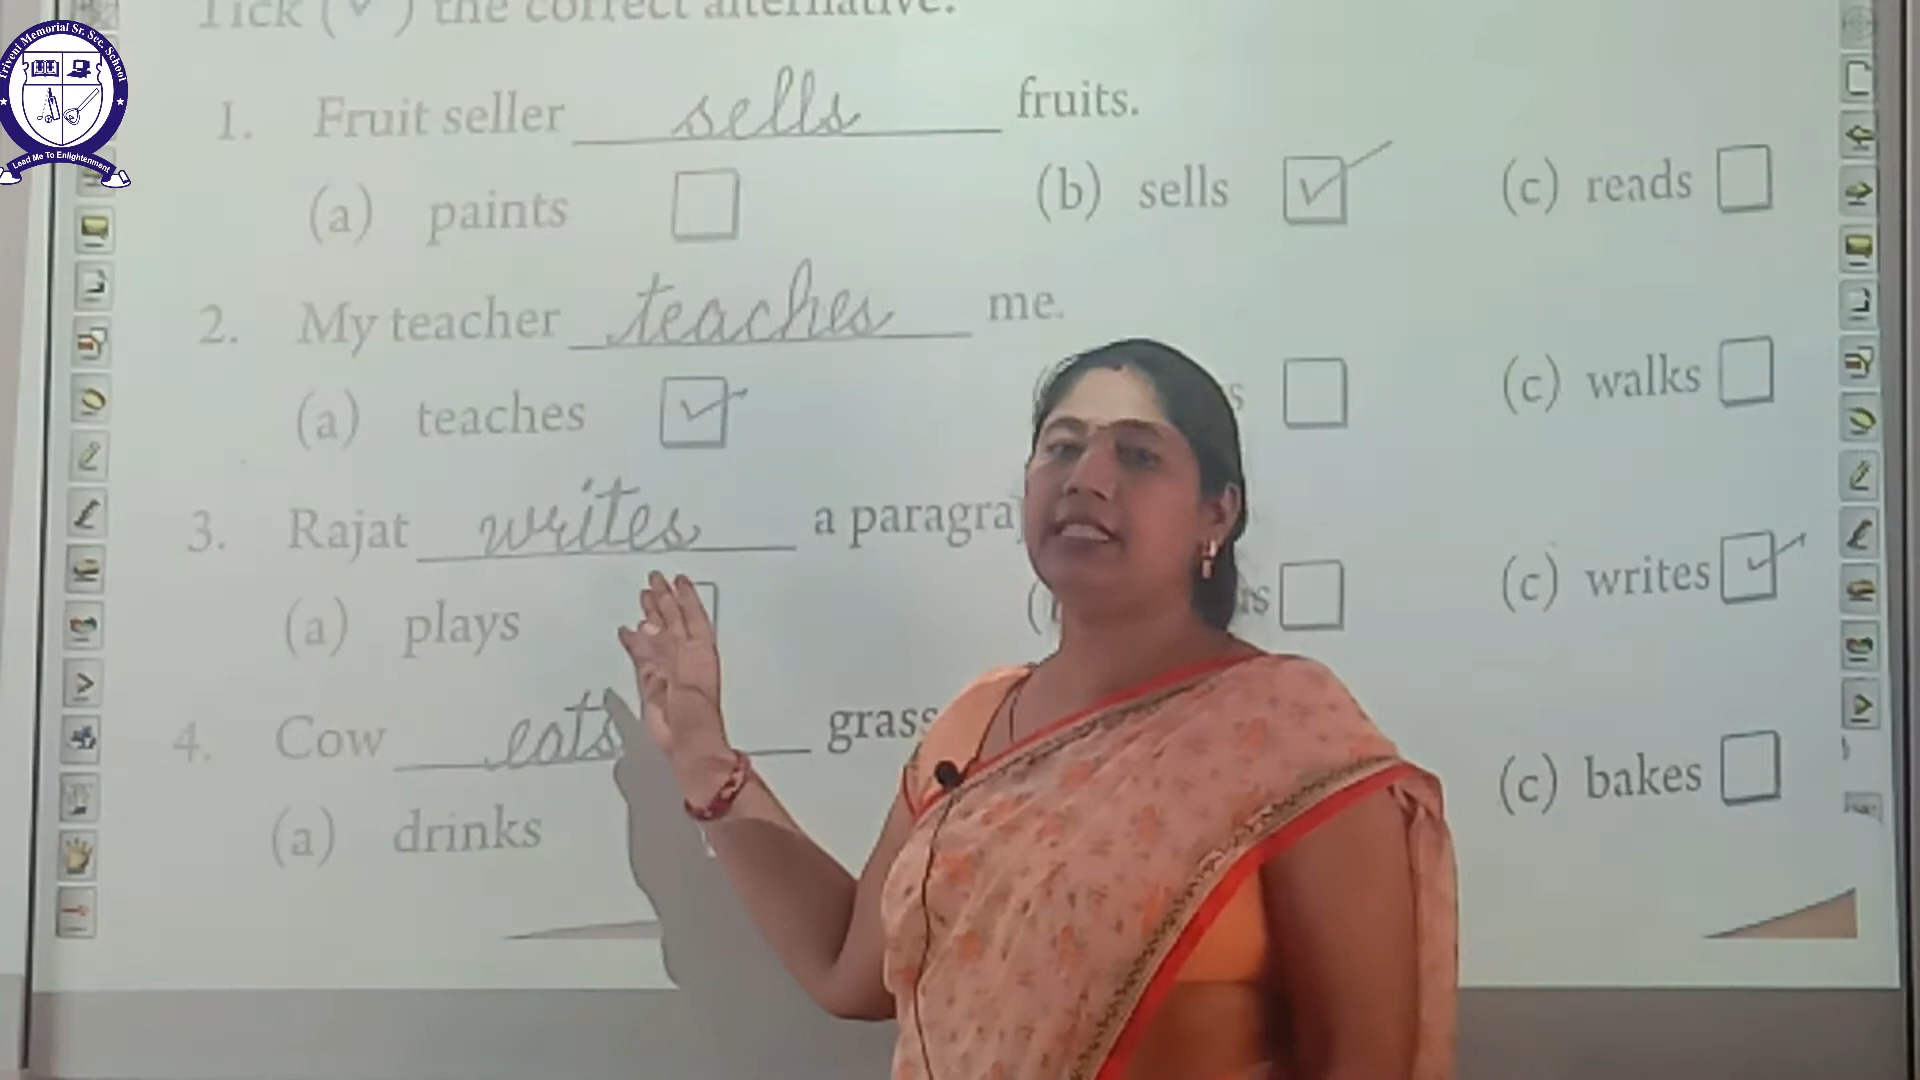 Triveni Memorial Sr. Sec. School
Lead Me To Enlightenment
Tick (✓) the correct alternative.
1. Fruit seller sells fruits.
(a) paints (b) sells ✓ (c) reads
2. My teacher teaches me.
(a) teaches ✓ (c) walks
3. Rajat writes a paragra
(a) plays (c) writes ✓
4. Cow eats grass
(a) drinks (c) bakes